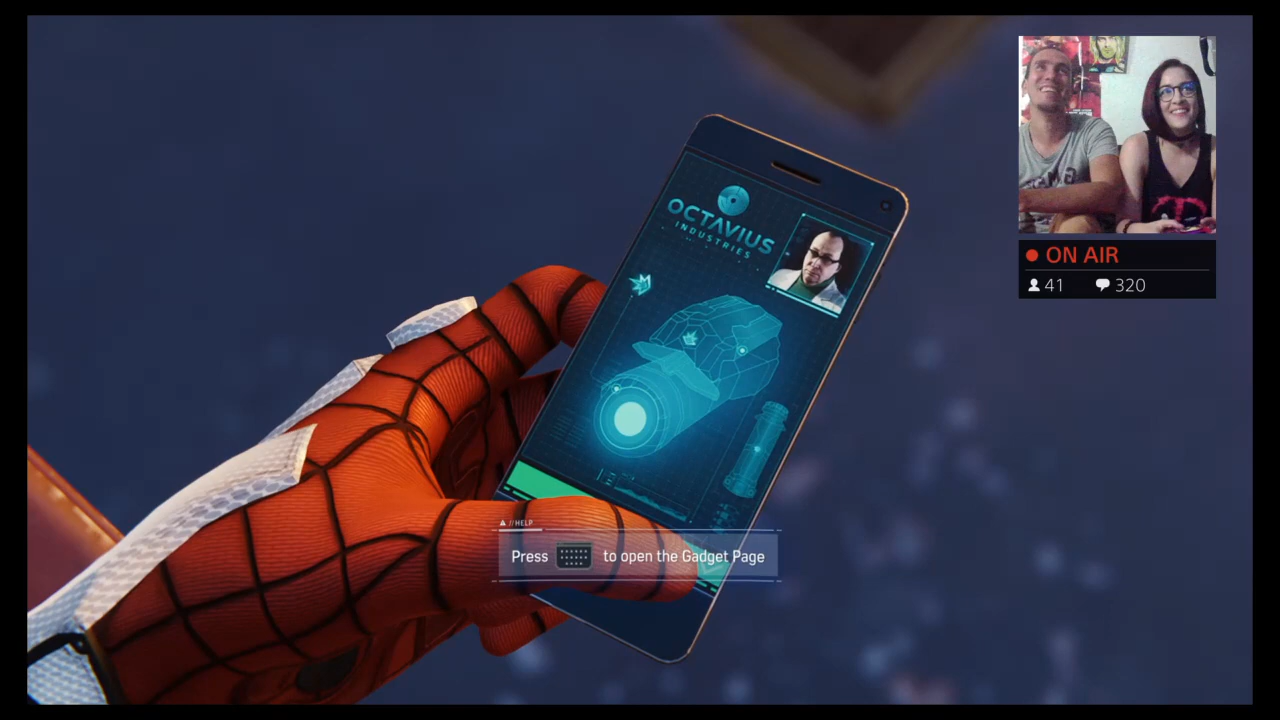 OCTAVIUS
INDUSTRIES
ON AIR
41 320
//HELP
Press to open the Gadget Page